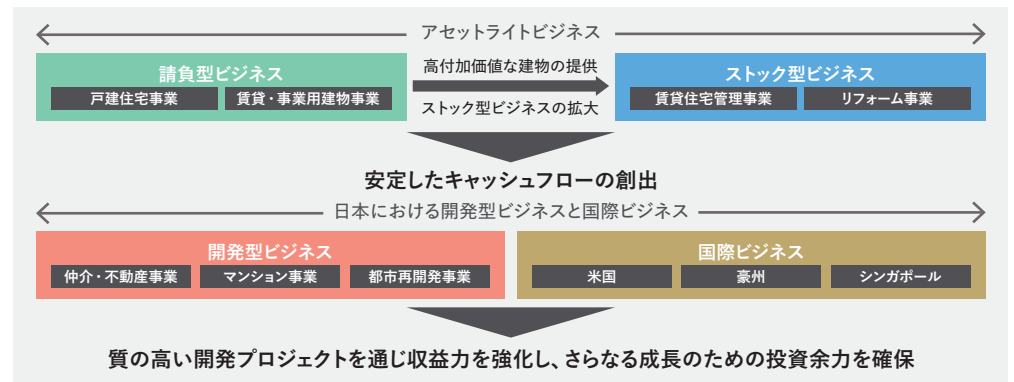 アセットライトビジネス
請負型ビジネス
戸建住宅事業
賃貸・事業用建物事業
高付加価値な建物の提供
ストック型ビジネスの拡大
ストック型ビジネス
賃貸住宅管理事業
リフォーム事業
安定したキャッシュフローの創出
日本における開発型ビジネスと国際ビジネス
開発型ビジネス
仲介・不動産事業
マンション事業
都市再開発事業
国際ビジネス
米国
豪州
シンガポール
質の高い開発プロジェクトを通じ収益力を強化し、さらなる成長のための投資余力を確保